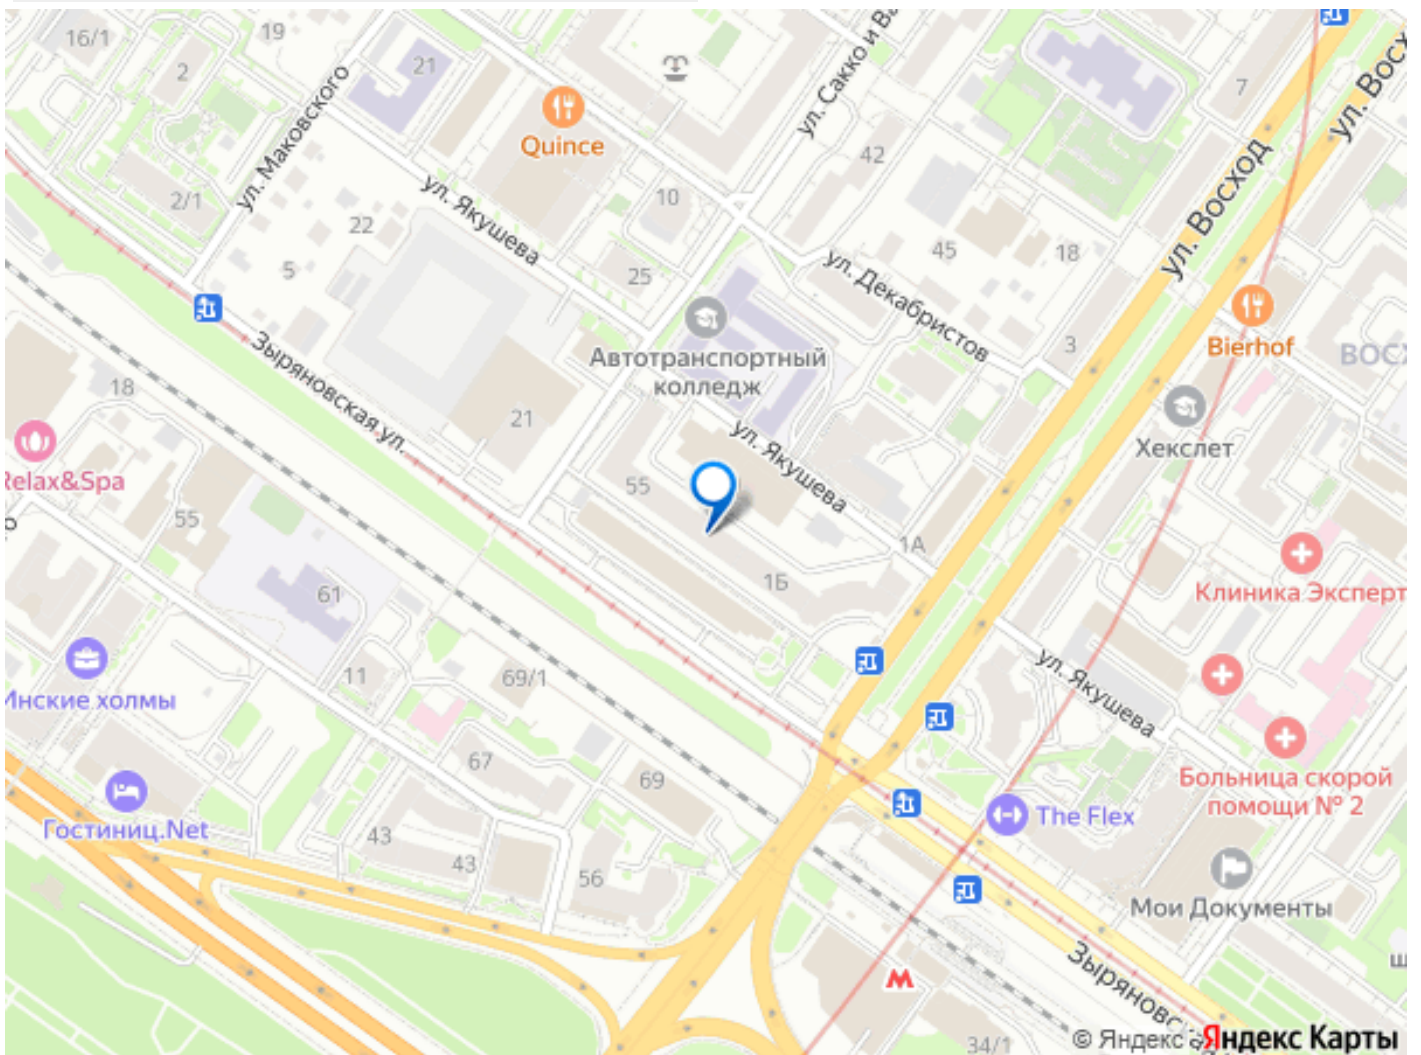 16/1
19
2
21
ул. Маковского
Quince
ул. Сакко и Ва
42
7
ул. Восход
ул. Восх
2/1
22
5
ул. Якушева
10
25
ул. Декабристов
45
18
3
Bierhof
ВОСХ
Автотранспортный
колледж
Хекслет
18
Зыряновская ул.
21
Relax&Spa
55
55
ул. Якушева
1А
1Б
61
Клиника Эксперт
Инские холмы
11
69/1
ул. Якушева
67
69
Больница скорой
помощи № 2
Гостиниц.Net
43
43
56
The Flex
Мои Документы
Зыряновска
34/1
© Яндекс Яндекс Карты